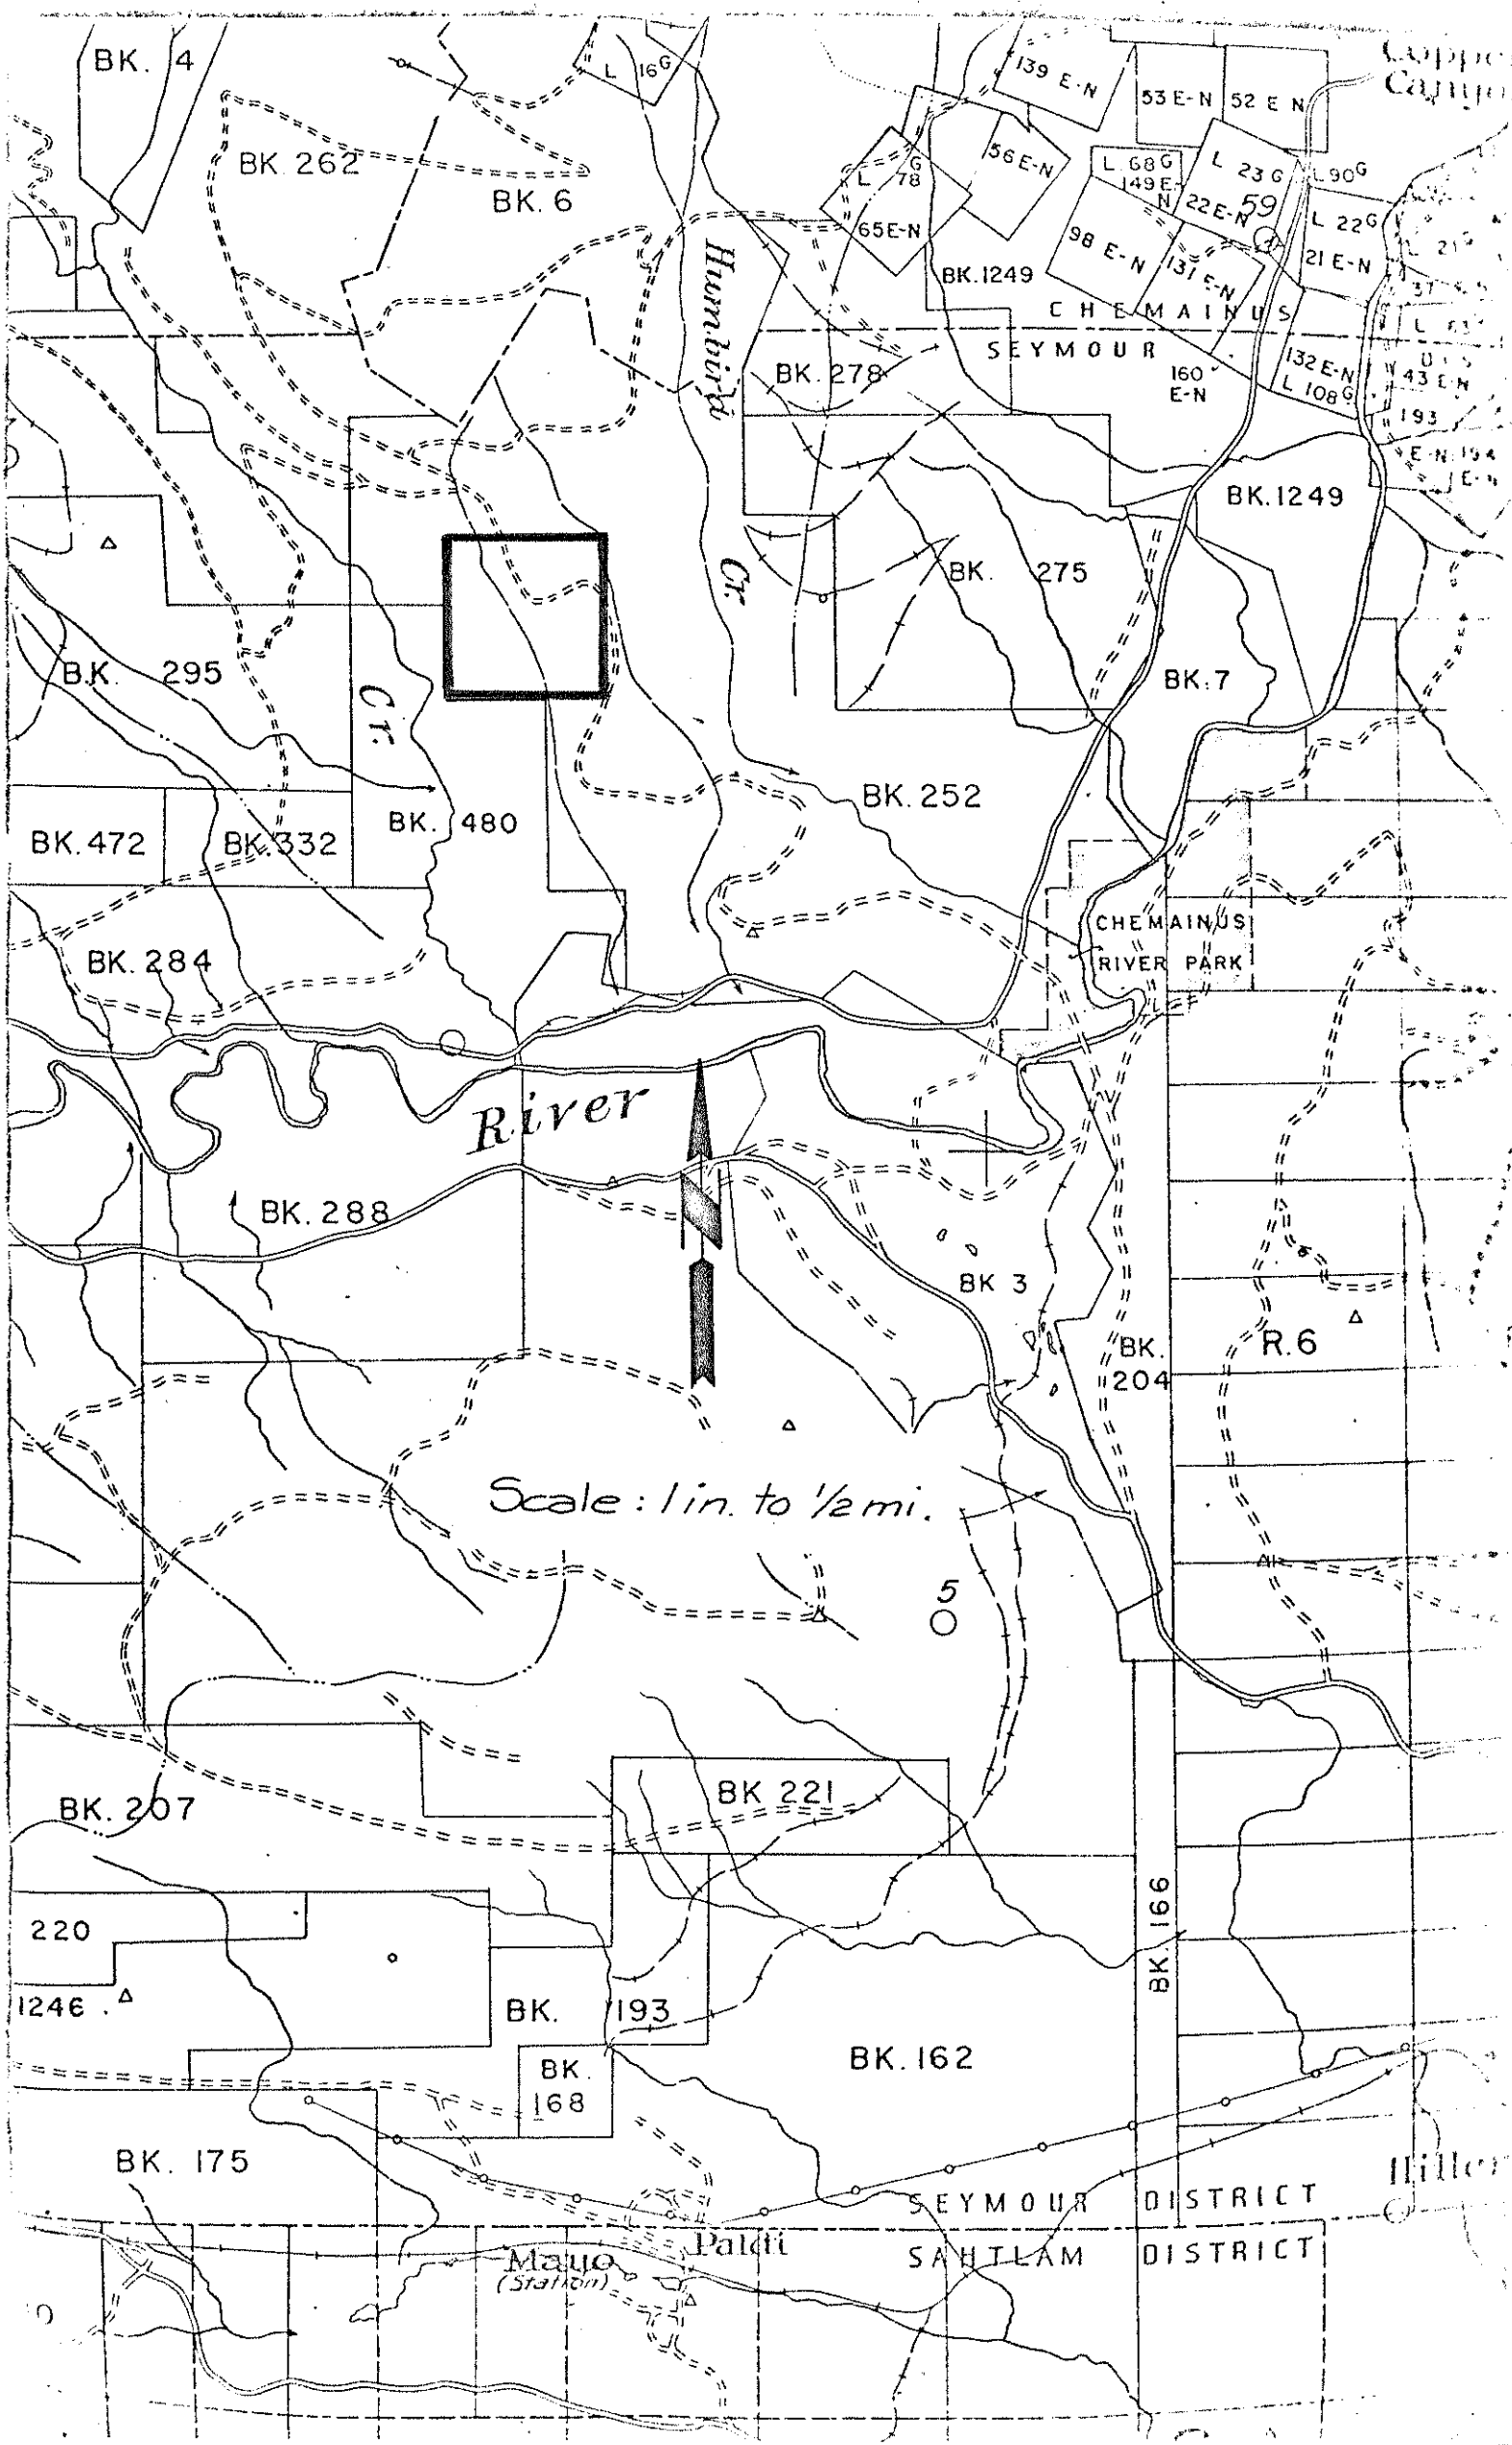 BK. 4
L 16G
139 E-N
53 E-N
52 E N
BK. 262
BK. 6
L G 78
56 E-N
L 68G
149 E-N
L 23 G
L 90G
22 E-N
59
65 E-N
98 E-N
131 E-N
L 22G
21 E-N
BK. 1249
CHEMAINUS
SEYMOUR
Humbird
Cr.
BK. 278
160
E-N
132 E-N
L 108G
43 E-N
193
BK. 1249
BK. 275
BK. 295
Cr.
BK. 7
BK. 252
BK. 472
BK. 332
BK. 480
CHEMAINUS
RIVER PARK
BK. 284
River
BK. 288
BK 3
BK.
204
R. 6
Scale : 1 in. to 1/2 mi.
5
BK. 207
BK 221
BK. 166
220
1246
BK. 193
BK.
168
BK. 162
BK. 175
SEYMOUR DISTRICT
SAHTLAM DISTRICT
Mayo
(Station)
Paldi